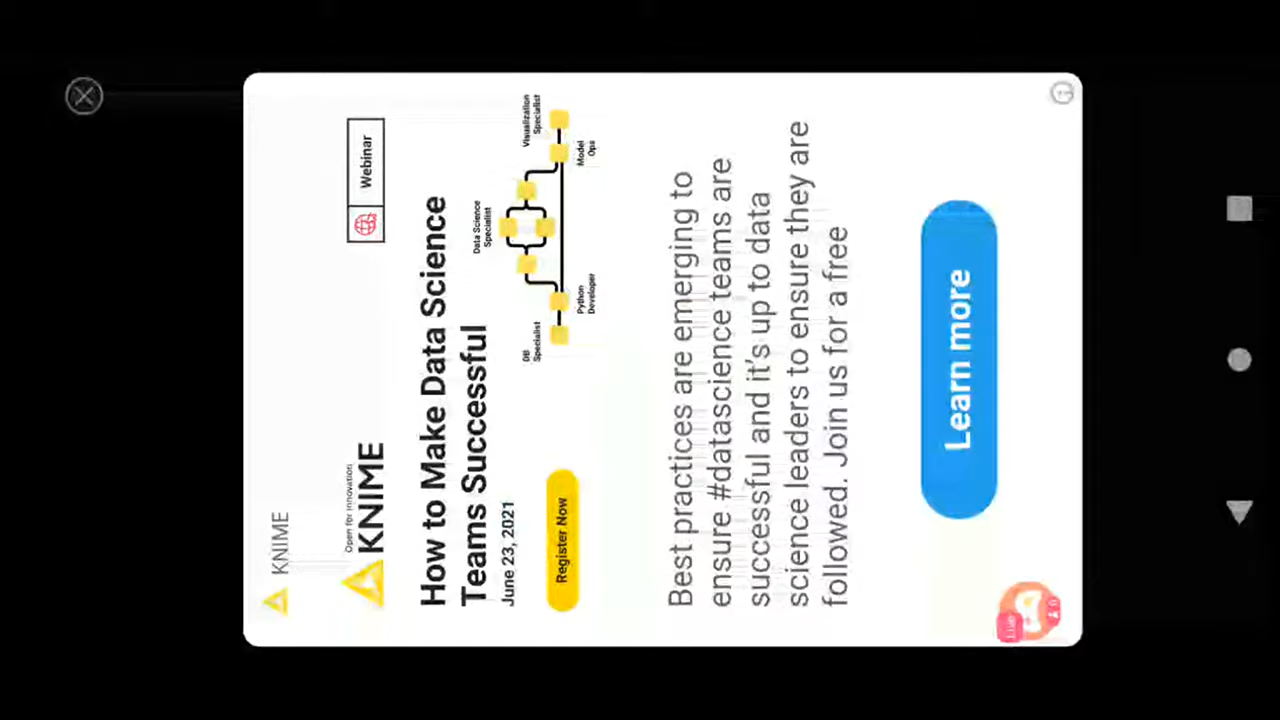 KNIME
Open for Innovation
KNIME
Webinar
How to Make Data Science
Teams Successful
June 23, 2021
Register Now
DB
Specialist
Python
Developer
Data Science
Specialist
Model
Ops
Visualization
Specialist
Best practices are emerging to
ensure #datascience teams are
successful and it's up to data
science leaders to ensure they are
followed. Join us for a free
Learn more